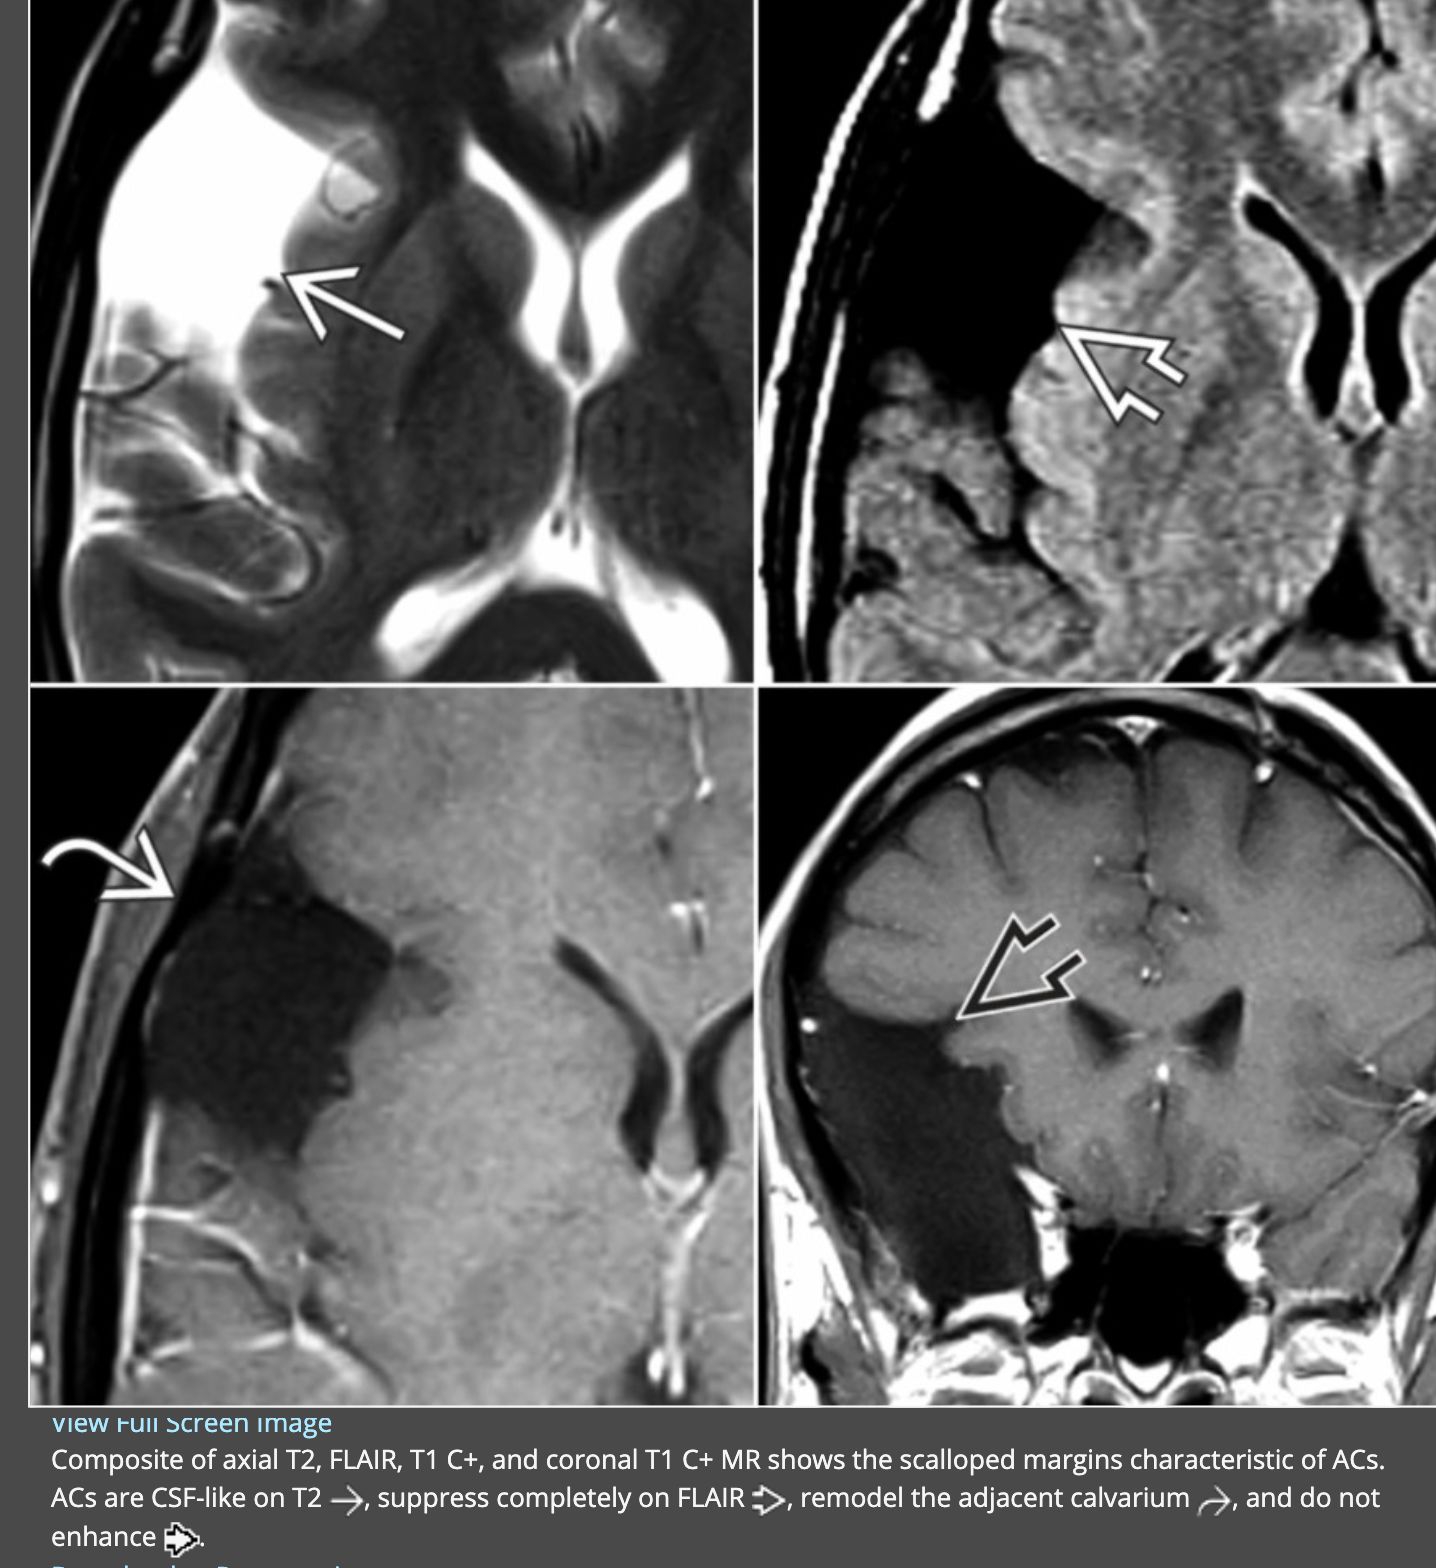 View Full Screen Image
Composite of axial T2, FLAIR, T1 C+, and coronal T1 C+ MR shows the scalloped margins characteristic of ACs.
ACs are CSF-like on T2 , suppress completely on FLAIR , remodel the adjacent calvarium , and do not
enhance .